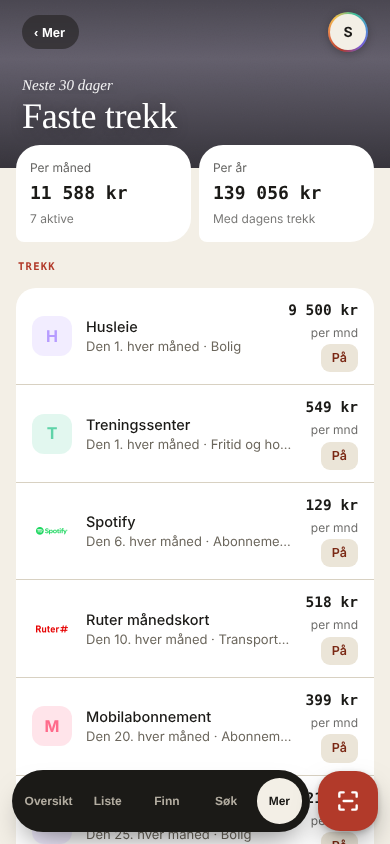 ‹ Mer
S
Neste 30 dager
Faste trekk
Per måned
11 588 kr
7 aktive
Per år
139 056 kr
Med dagens trekk
TREKK
H
Husleie
Den 1. hver måned · Bolig
9 500 kr
per mnd
På
T
Treningssenter
Den 1. hver måned · Fritid og ho...
549 kr
per mnd
På
Spotify
Spotify
Den 6. hver måned · Abonneme...
129 kr
per mnd
På
Ruter#
Ruter månedskort
Den 10. hver måned · Transport...
518 kr
per mnd
På
M
Mobilabonnement
Den 20. hver måned · Abonnem...
399 kr
per mnd
På
Oversikt
Liste
Finn
Søk
Mer
Den 25. hver måned · Bolig